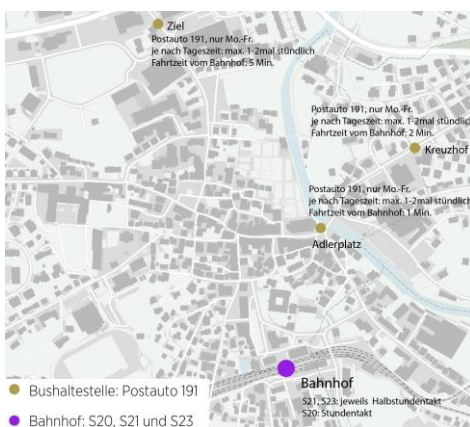 Ziel
Postauto 191, nur Mo.-Fr.
je nach Tageszeit: max. 1-2mal stündlich
Fahrtzeit vom Bahnhof: 5 Min.
Postauto 191, nur Mo.-Fr.
je nach Tageszeit: max. 1-2mal stündlich
Fahrtzeit vom Bahnhof: 2 Min.
Kreuzhof
Postauto 191, nur Mo.-Fr.
je nach Tageszeit: max. 1-2mal stündlich
Fahrtzeit vom Bahnhof: 1 Min.
Adlerplatz
Bahnhof
S21, S23: jeweils Halbstundentakt
S20: Stundentakt
Bushaltestelle: Postauto 191
Bahnhof: S20, S21 und S23